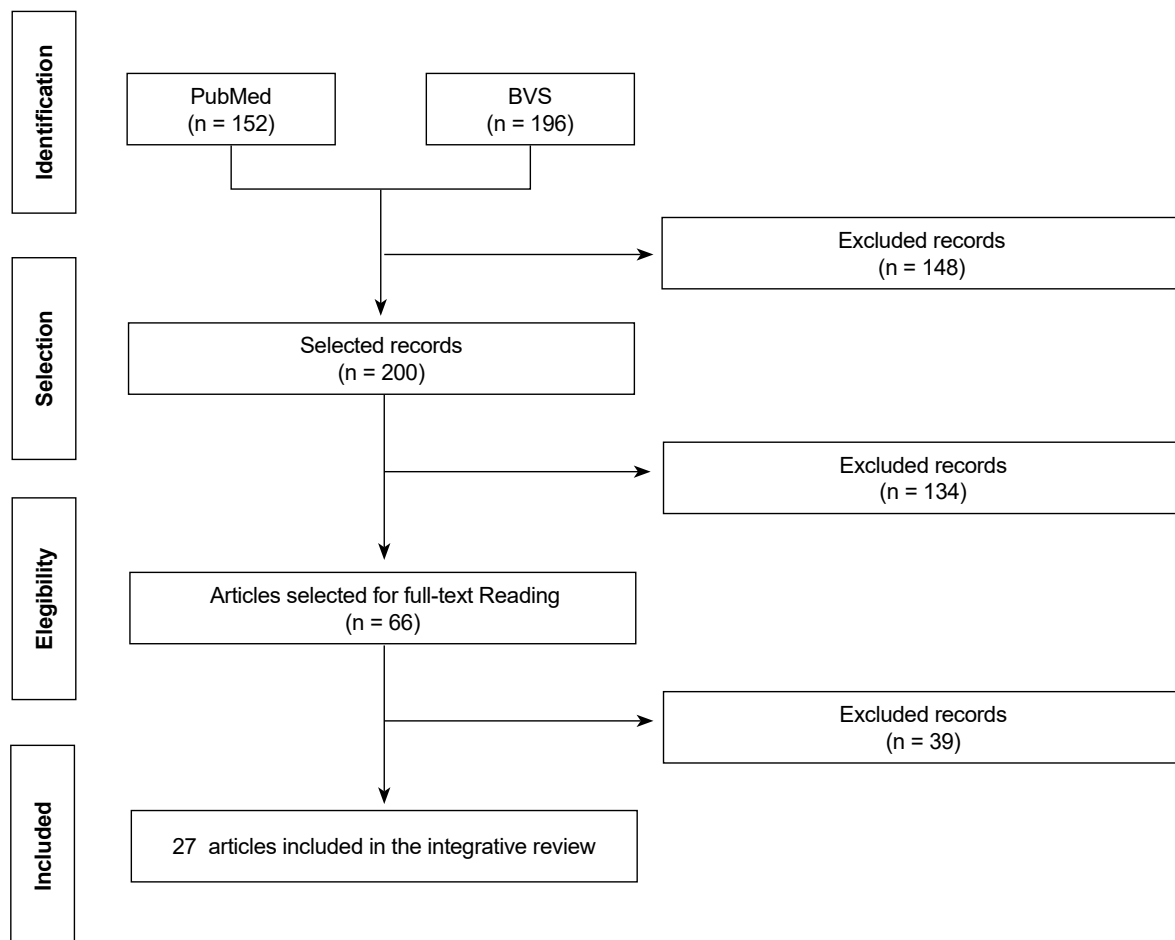 Identification
PubMed
(n = 152)
BVS
(n = 196)
Excluded records
(n = 148)
Selection
Selected records
(n = 200)
Excluded records
(n = 134)
Elegibility
Articles selected for full-text Reading
(n = 66)
Excluded records
(n = 39)
Included
27 articles included in the integrative review